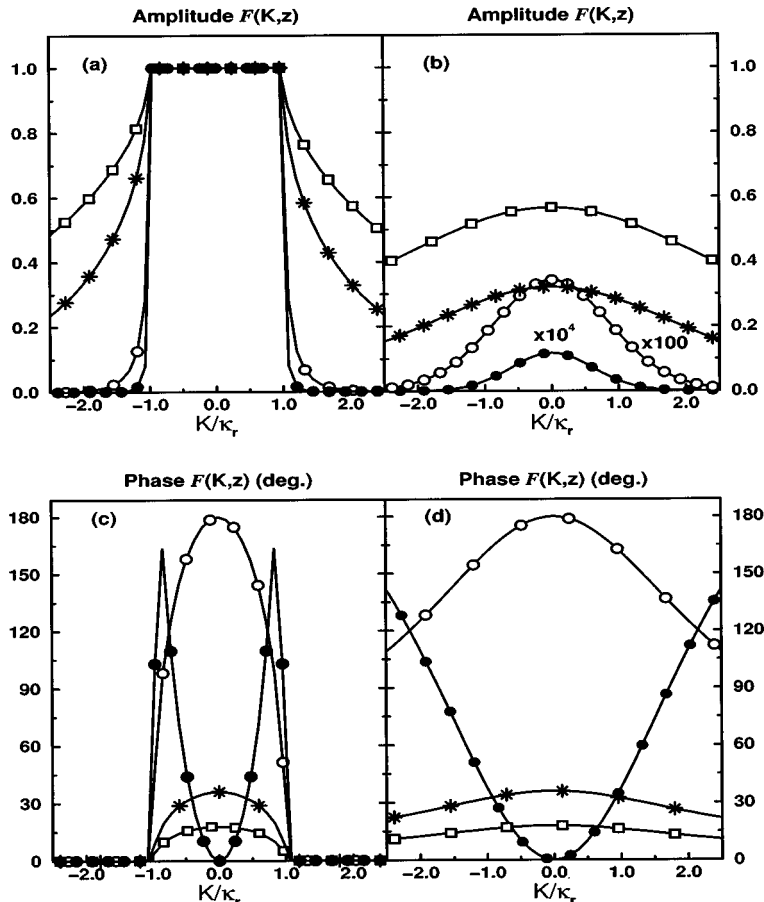 Amplitude F(K,z) Amplitude F(K,z)
(a) (b)
1.0 1.0
0.8 0.8
0.6 0.6
0.4 0.4
x10⁴ x100
0.2 0.2
0.0 0.0
-2.0 -1.0 0.0 1.0 2.0 -2.0 -1.0 0.0 1.0 2.0
K/κr K/κr
Phase F(K,z) (deg.) Phase F(K,z) (deg.)
(c) (d)
180 180
150 150
120 120
90 90
60 60
30 30
0 0
-2.0 -1.0 0.0 1.0 2.0 -2.0 -1.0 0.0 1.0 2.0
K/κr K/κr